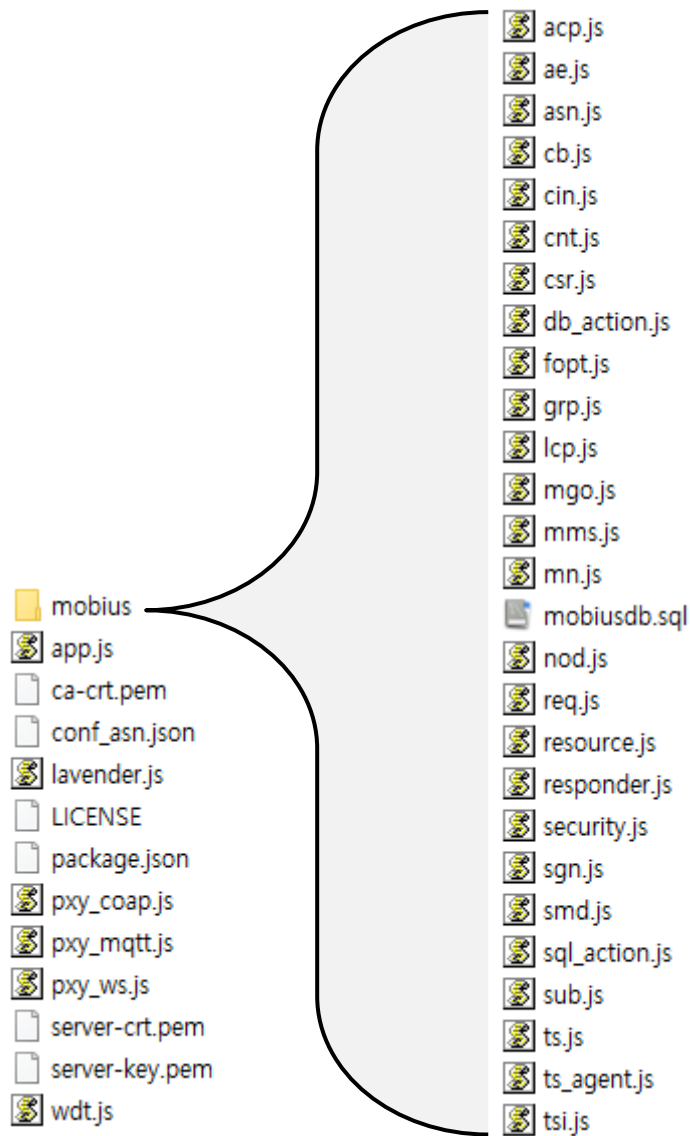 mobius
app.js
ca-crt.pem
conf_asn.json
lavender.js
LICENSE
package.json
pxy_coap.js
pxy_mqtt.js
pxy_ws.js
server-crt.pem
server-key.pem
wdt.js
acp.js
ae.js
asn.js
cb.js
cin.js
cnt.js
csr.js
db_action.js
fopt.js
grp.js
lcp.js
mgo.js
mms.js
mn.js
mobiusdb.sql
nod.js
req.js
resource.js
responder.js
security.js
sgn.js
smd.js
sql_action.js
sub.js
ts.js
ts_agent.js
tsi.js